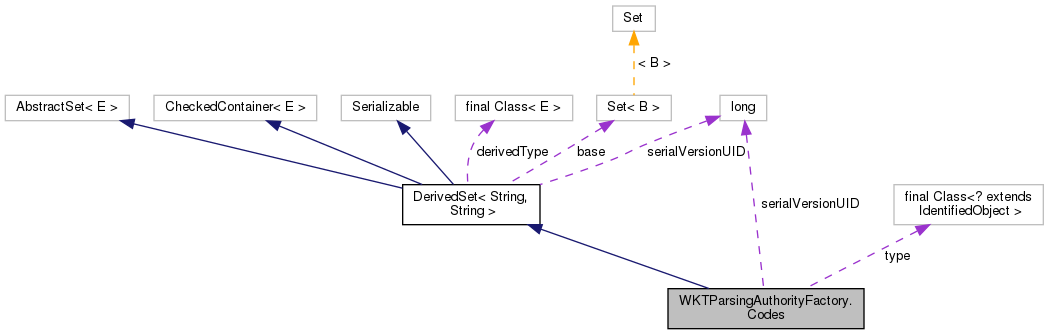 Set
< B >
AbstractSet< E >
CheckedContainer< E >
Serializable
final Class< E >
Set< B >
long
derivedType
base
serialVersionUID
DerivedSet< String,
String >
final Class<? extends
IdentifiedObject >
serialVersionUID
type
WKTParsingAuthorityFactory.
Codes